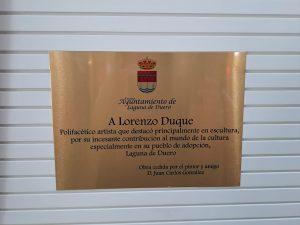 Ayuntamiento de
Laguna de Duero
A Lorenzo Duque
Polifacético artista que destacó principalmente en escultura,
por su incesante contribución al mundo de la cultura
especialmente en su pueblo de adopción,
Laguna de Duero
Obra cedida por el pintor y amigo
D. Juan Carlos González